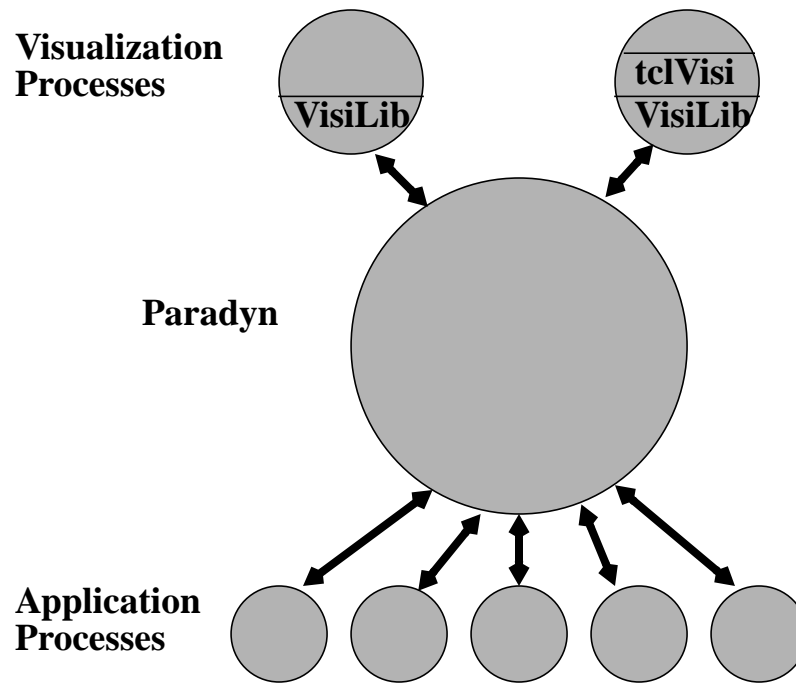 Visualization
Processes
VisiLib
tclVisi
VisiLib
Paradyn
Application
Processes